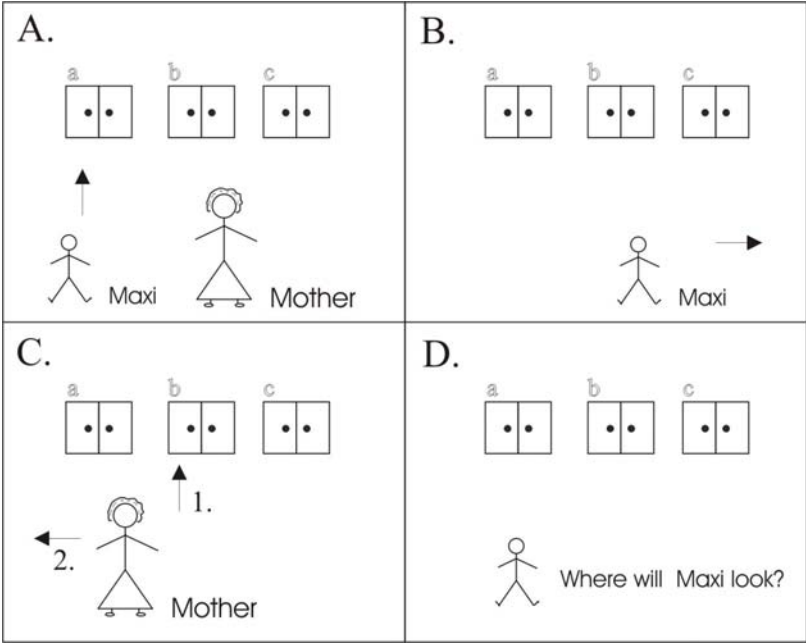 A.
a b c
Maxi Mother
B.
a b c
Maxi
C.
a b c
1.
2.
Mother
D.
a b c
Where will Maxi look?